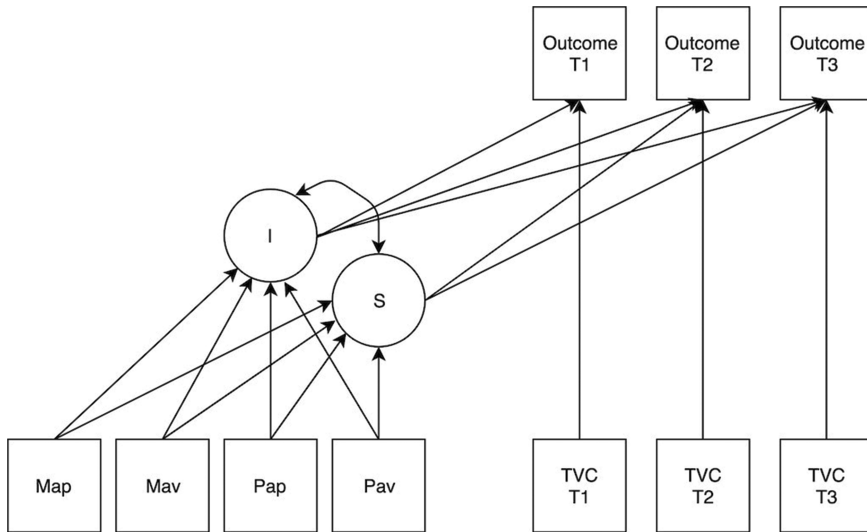 Outcome
T1
Outcome
T2
Outcome
T3
I
S
Map
Mav
Pap
Pav
TVC
T1
TVC
T2
TVC
T3